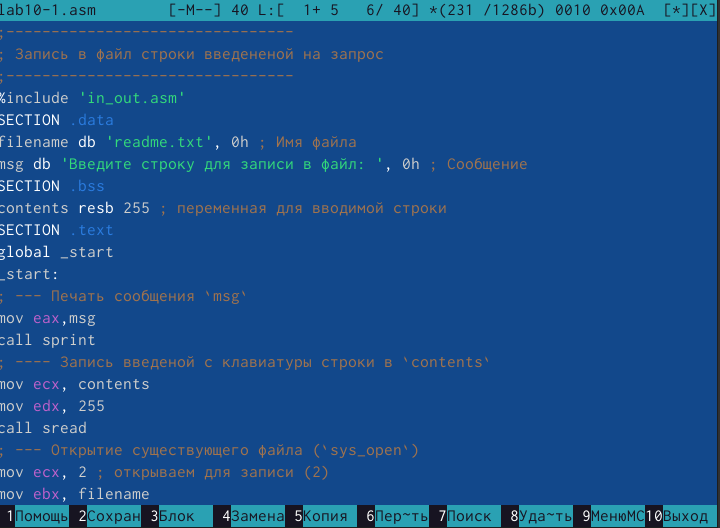 lab10-1.asm [-M--] 40 L:[ 1+ 5 6/ 40] *(231 /1286b) 0010 0x00A [*][X]
;--------------------------------
; Запись в файл строки введененой на запрос
;--------------------------------
%include 'in_out.asm'
SECTION .data
filename db 'readme.txt', 0h ; Имя файла
msg db 'Введите строку для записи в файл: ', 0h ; Сообщение
SECTION .bss
contents resb 255 ; переменная для вводимой строки
SECTION .text
global _start
_start:
; --- Печать сообщения `msg`
mov eax,msg
call sprint
; ---- Запись введеной с клавиатуры строки в `contents`
mov ecx, contents
mov edx, 255
call sread
; --- Открытие существующего файла (`sys_open`)
mov ecx, 2 ; открываем для записи (2)
mov ebx, filename
1Помощь 2Сохран 3Блок 4Замена 5Копия 6Пер~ть 7Поиск 8Уда~ть 9МенюMC 10Выход